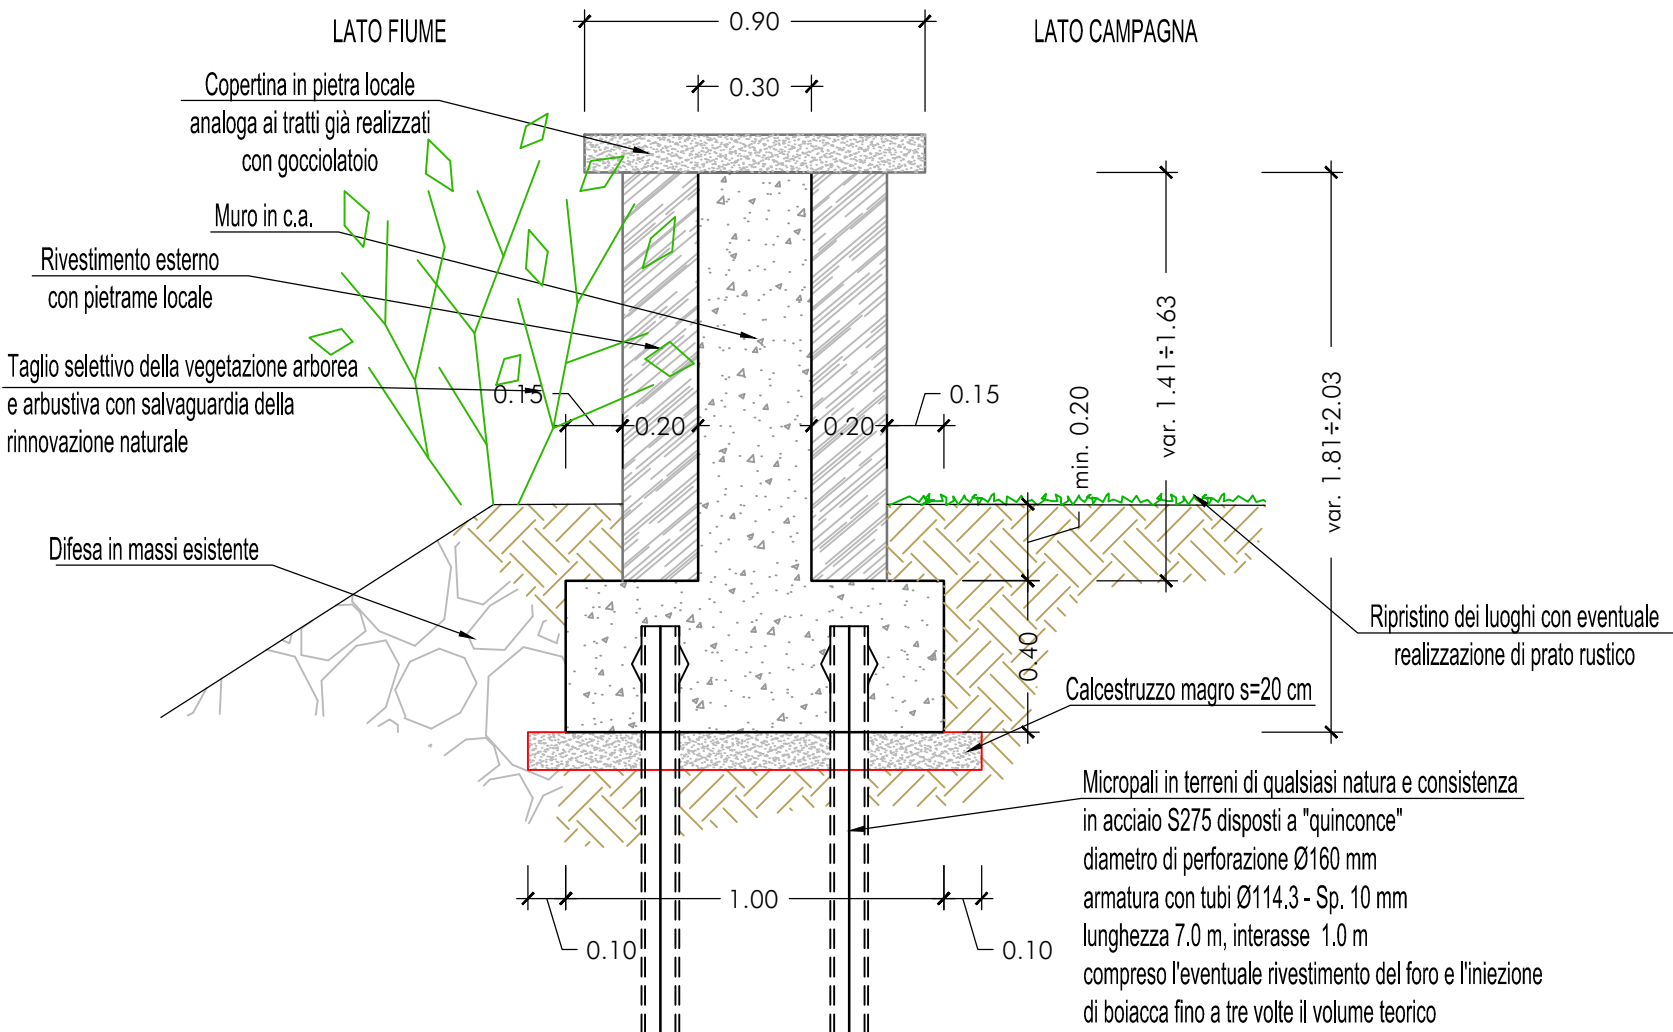 LATO FIUME
0.90
LATO CAMPAGNA
0.30
Copertina in pietra locale
analoga ai tratti già realizzati
con gocciolatoio
Muro in c.a.
Rivestimento esterno
con pietrame locale
Taglio selettivo della vegetazione arborea
e arbustiva con salvaguardia della
rinnovazione naturale
0.15
0.20
0.20
0.15
min. 0.20
var. 1.41÷1.63
var. 1.81÷2.03
Difesa in massi esistente
0.40
Ripristino dei luoghi con eventuale
realizzazione di prato rustico
Calcestruzzo magro s=20 cm
Micropali in terreni di qualsiasi natura e consistenza
in acciaio S275 disposti a "quinconce"
diametro di perforazione Ø160 mm
armatura con tubi Ø114.3 - Sp. 10 mm
lunghezza 7.0 m, interasse 1.0 m
compreso l'eventuale rivestimento del foro e l'iniezione
di boiacca fino a tre volte il volume teorico
1.00
0.10
0.10